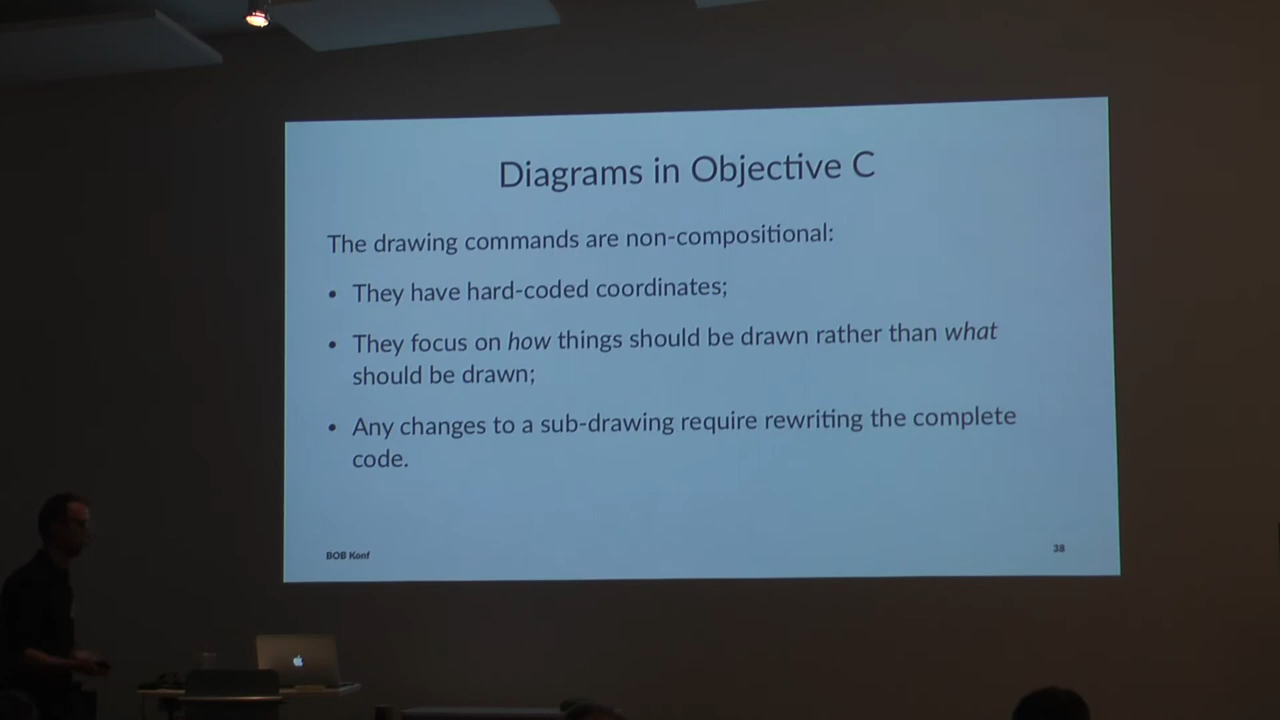 Diagrams in Objective C
The drawing commands are non-compositional:
• They have hard-coded coordinates;
• They focus on how things should be drawn rather than what
should be drawn;
• Any changes to a sub-drawing require rewriting the complete
code.
BOB Konf
38